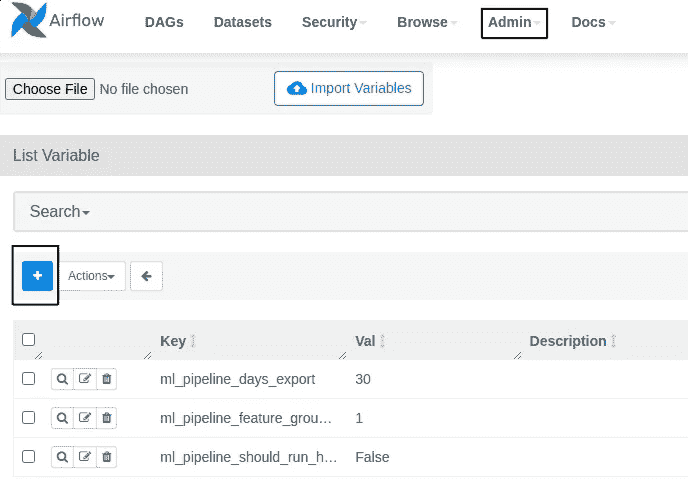 Airflow DAGs Datasets Security Browse Admin Docs
Choose File No file chosen Import Variables
List Variable
Search
+ Actions
Key Val Description
ml_pipeline_days_export 30
ml_pipeline_feature_grou... 1
ml_pipeline_should_run_h... False